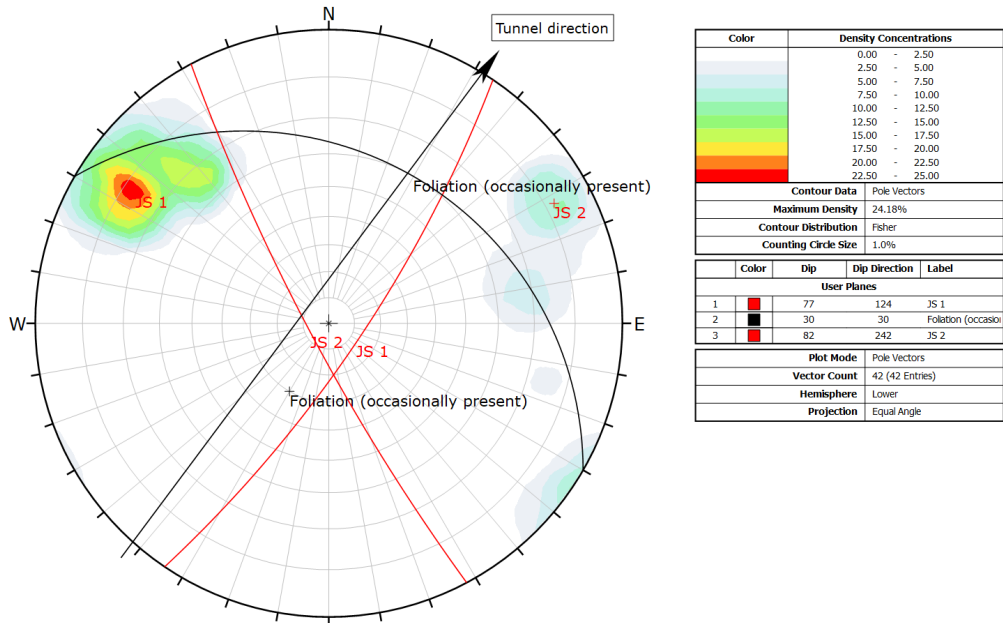 N
Tunnel direction
Foliation (occasionally present)
JS 1
JS 2
W
E
JS 2
JS 1
Foliation (occasionally present)
Color Density Concentrations
0.00 - 2.50
2.50 - 5.00
5.00 - 7.50
7.50 - 10.00
10.00 - 12.50
12.50 - 15.00
15.00 - 17.50
17.50 - 20.00
20.00 - 22.50
22.50 - 25.00
Contour Data Pole Vectors
Maximum Density 24.18%
Contour Distribution Fisher
Counting Circle Size 1.0%
Color Dip Dip Direction Label
User Planes
1 77 124 JS 1
2 30 30 Foliation (occasio
3 82 242 JS 2
Plot Mode Pole Vectors
Vector Count 42 (42 Entries)
Hemisphere Lower
Projection Equal Angle